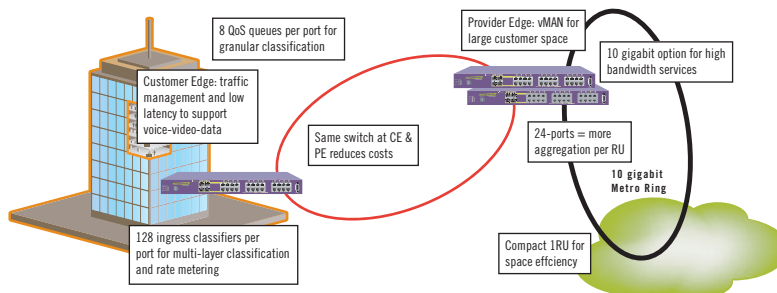 8 QoS queues per port for
granular classification
Provider Edge: vMAN for
large customer space
10 gigabit option for high
bandwidth services
Customer Edge: traffic
management and low
latency to support
voice-video-data
Same switch at CE &
PE reduces costs
24-ports = more
aggregation per RU
10 gigabit
Metro Ring
128 ingress classifiers per
port for multi-layer classification
and rate metering
Compact 1RU for
space effciency